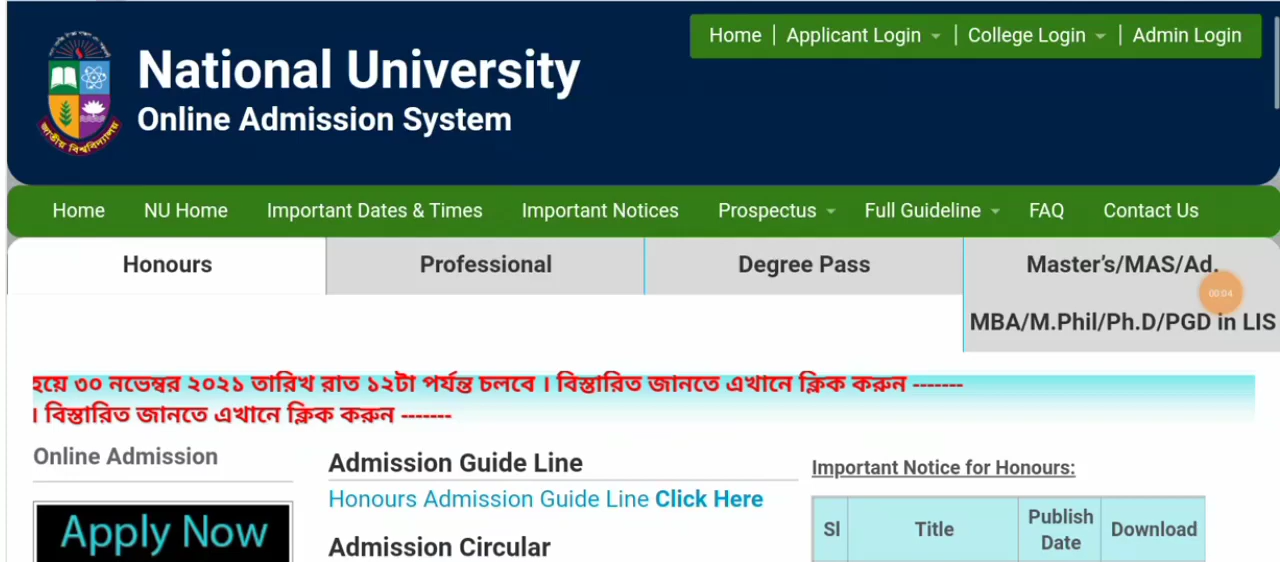 Home | Applicant Login | College Login | Admin Login
National University
Online Admission System
জাতীয় বিশ্ববিদ্যালয়
Home NU Home Important Dates & Times Important Notices Prospectus Full Guideline FAQ Contact Us
Honours Professional Degree Pass Master's/MAS/Ad.
MBA/M.Phil/Ph.D/PGD in LIS
00:04
হয়ে ৩০ নভেম্বর ২০২১ তারিখ রাত ১২টা পর্যন্ত চলবে । বিস্তারিত জানতে এখানে ক্লিক করুন -------
। বিস্তারিত জানতে এখানে ক্লিক করুন -------
Online Admission
Apply Now
Admission Guide Line
Honours Admission Guide Line Click Here
Admission Circular
Important Notice for Honours:
Sl Title Publish Date Download